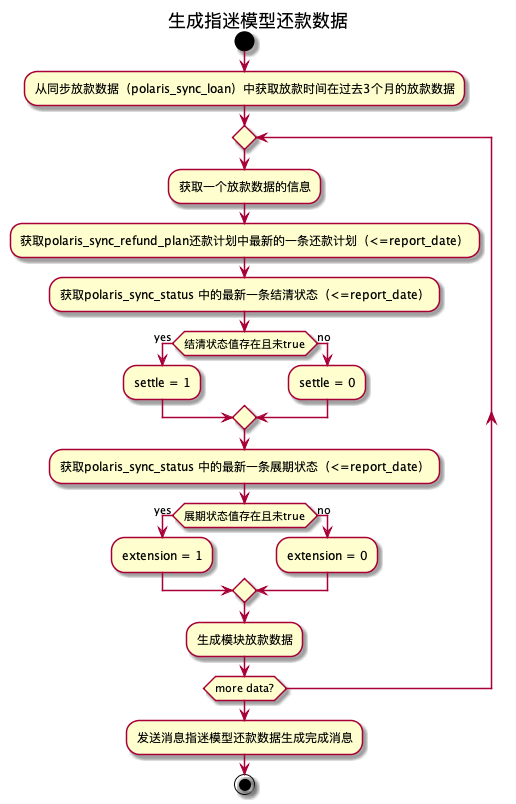 生成指迷模型还款数据
从同步放款数据（polaris_sync_loan）中获取放款时间在过去3个月的放款数据
获取一个放款数据的信息
获取polaris_sync_refund_plan还款计划中最新的一条还款计划（<=report_date）
获取polaris_sync_status 中的最新一条结清状态（<=report_date）
yes
结清状态值存在且未true
no
settle = 1
settle = 0
获取polaris_sync_status 中的最新一条展期状态（<=report_date）
yes
展期状态值存在且未true
no
extension = 1
extension = 0
生成模块放款数据
more data?
发送消息指迷模型还款数据生成完成消息